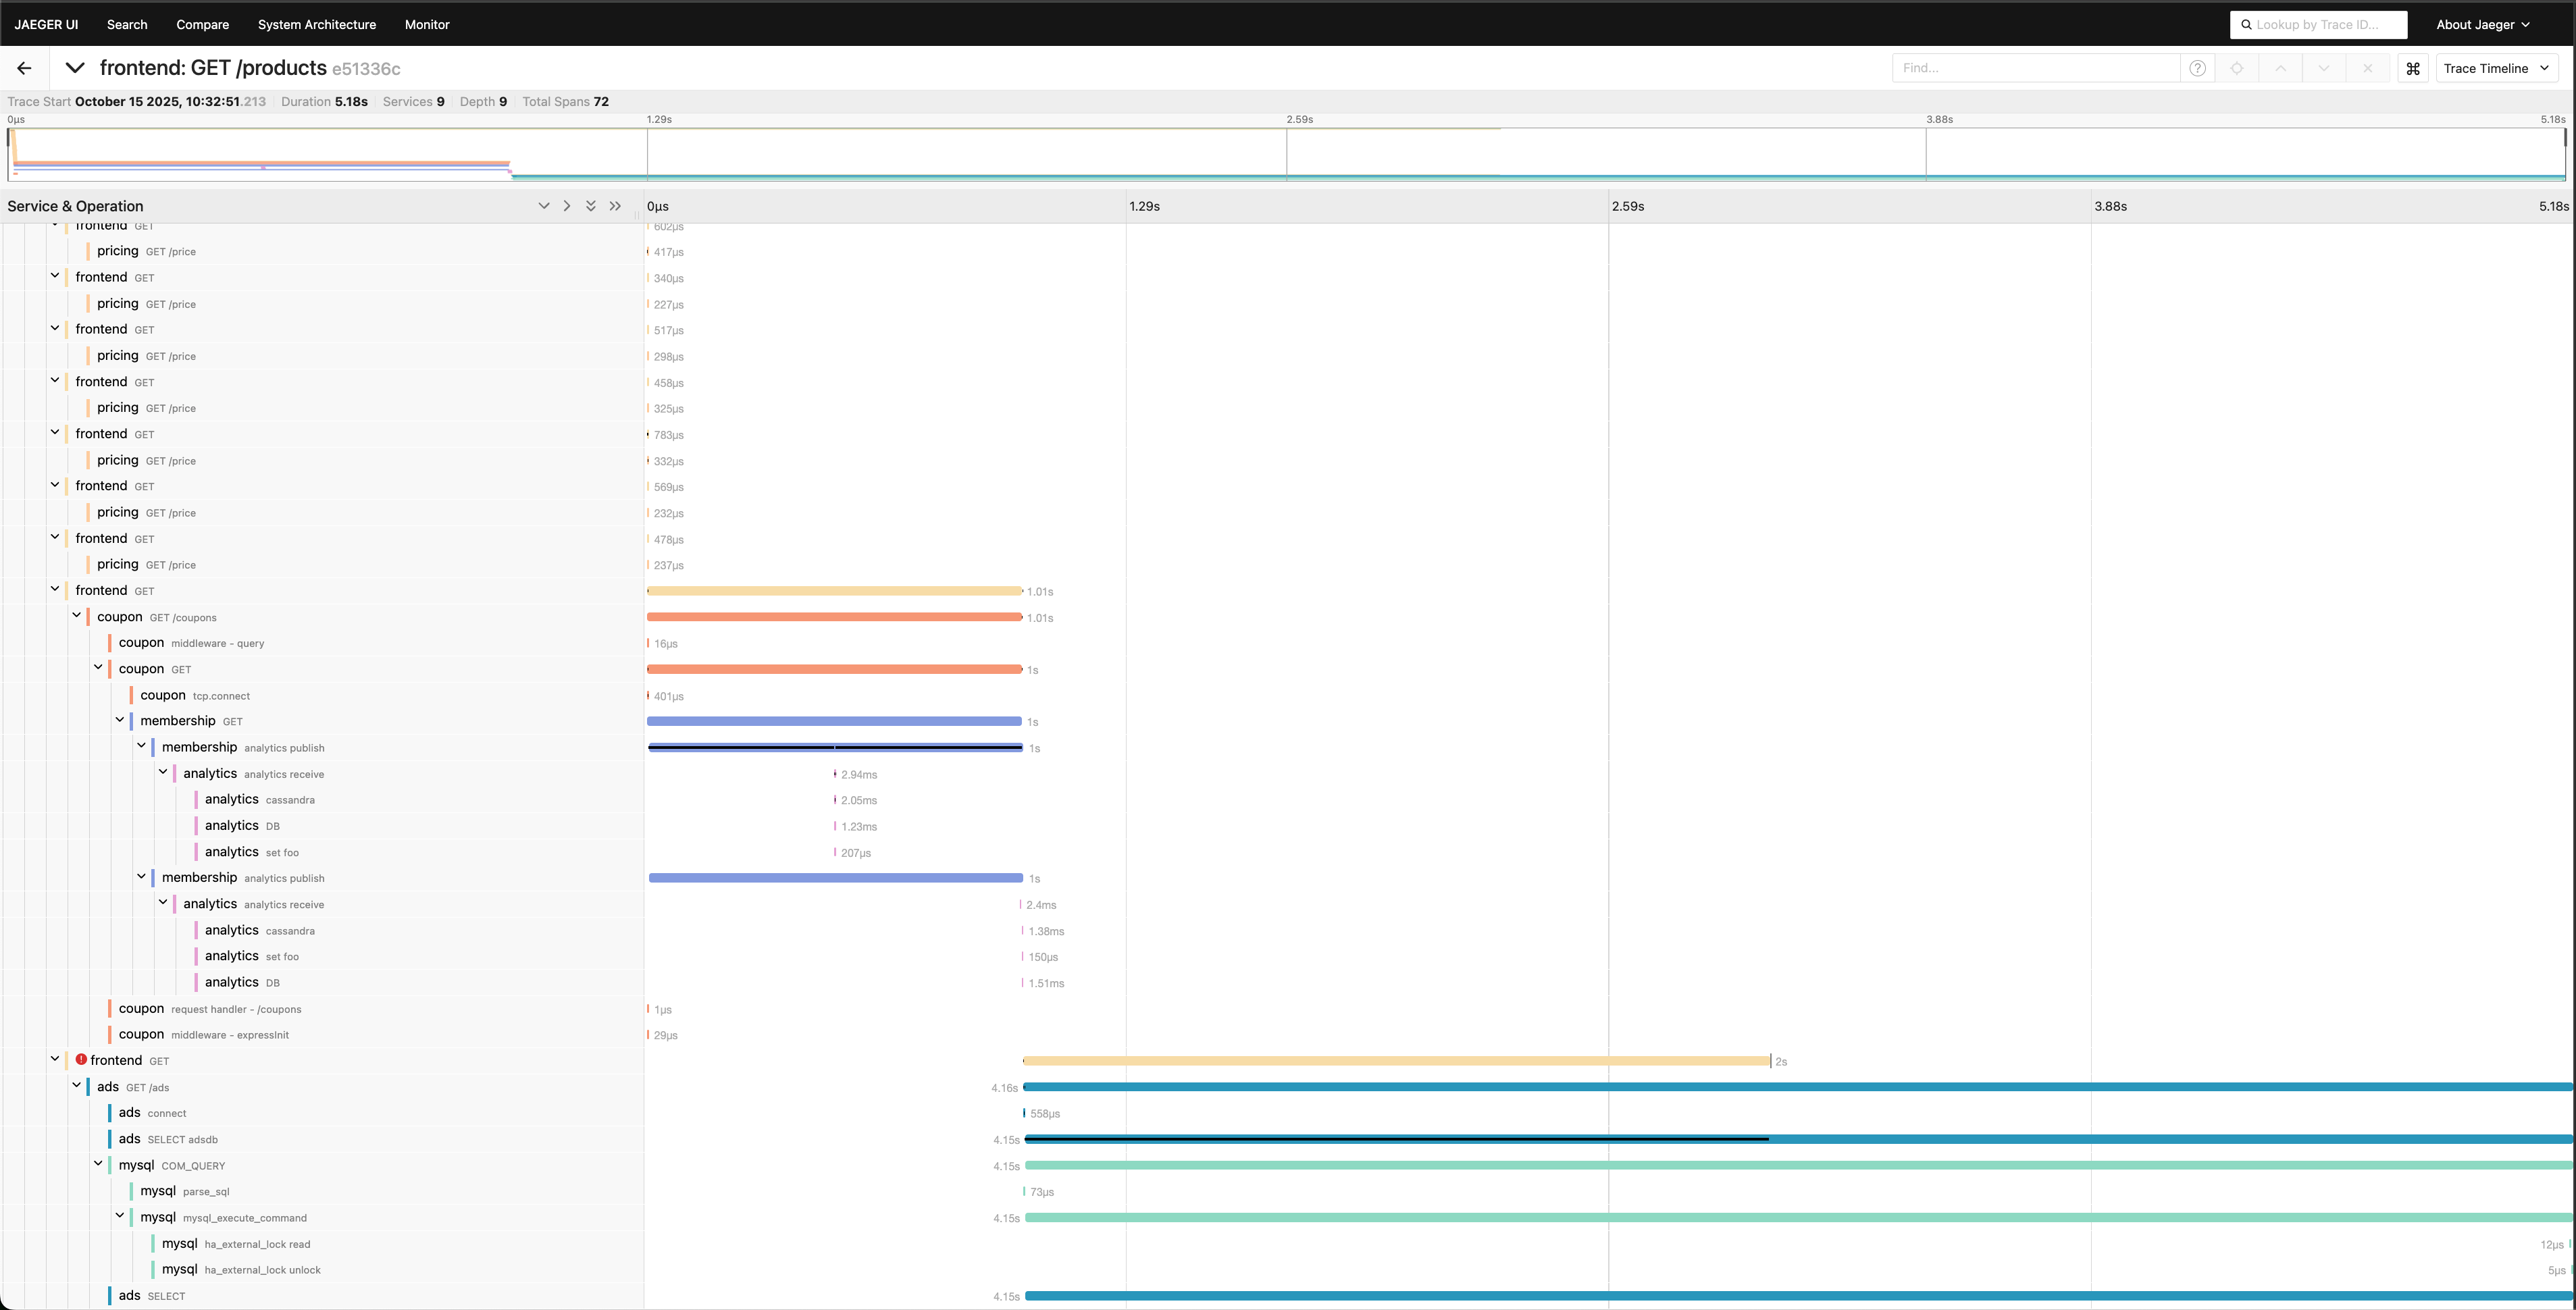 JAEGER UI Search Compare System Architecture Monitor Lookup by Trace ID... About Jaeger
frontend: GET /products e51336c Find... Trace Timeline
Trace Start October 15 2025, 10:32:51.213 Duration 5.18s Services 9 Depth 9 Total Spans 72
0μs 1.29s 2.59s 3.88s 5.18s
Service & Operation 0μs 1.29s 2.59s 3.88s 5.18s
frontend GET 602μs
pricing GET /price 417μs
frontend GET 340μs
pricing GET /price 227μs
frontend GET 517μs
pricing GET /price 298μs
frontend GET 458μs
pricing GET /price 325μs
frontend GET 783μs
pricing GET /price 332μs
frontend GET 569μs
pricing GET /price 232μs
frontend GET 478μs
pricing GET /price 237μs
frontend GET 1.01s
coupon GET /coupons 1.01s
coupon middleware - query 16μs
coupon GET 1s
coupon tcp.connect 401μs
membership GET 1s
membership analytics publish 1s
analytics analytics receive 2.94ms
analytics cassandra 2.05ms
analytics DB 1.23ms
analytics set foo 207μs
membership analytics publish 1s
analytics analytics receive 2.4ms
analytics cassandra 1.38ms
analytics set foo 150μs
analytics DB 1.51ms
coupon request handler - /coupons 1μs
coupon middleware - expressInit 29μs
frontend GET 2s
ads GET /ads 4.16s
ads connect 558μs
ads SELECT adsdb 4.15s
mysql COM_QUERY 4.15s
mysql parse_sql 73μs
mysql mysql_execute_command 4.15s
mysql ha_external_lock read 12μs
mysql ha_external_lock unlock 5μs
ads SELECT 4.15s